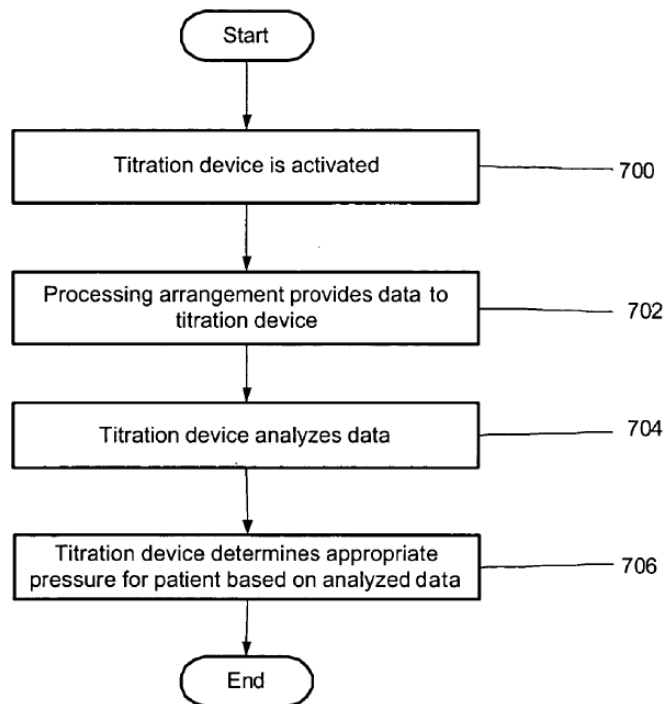 Start
Titration device is activated
700
Processing arrangement provides data to
titration device
702
Titration device analyzes data
704
Titration device determines appropriate
pressure for patient based on analyzed data
706
End